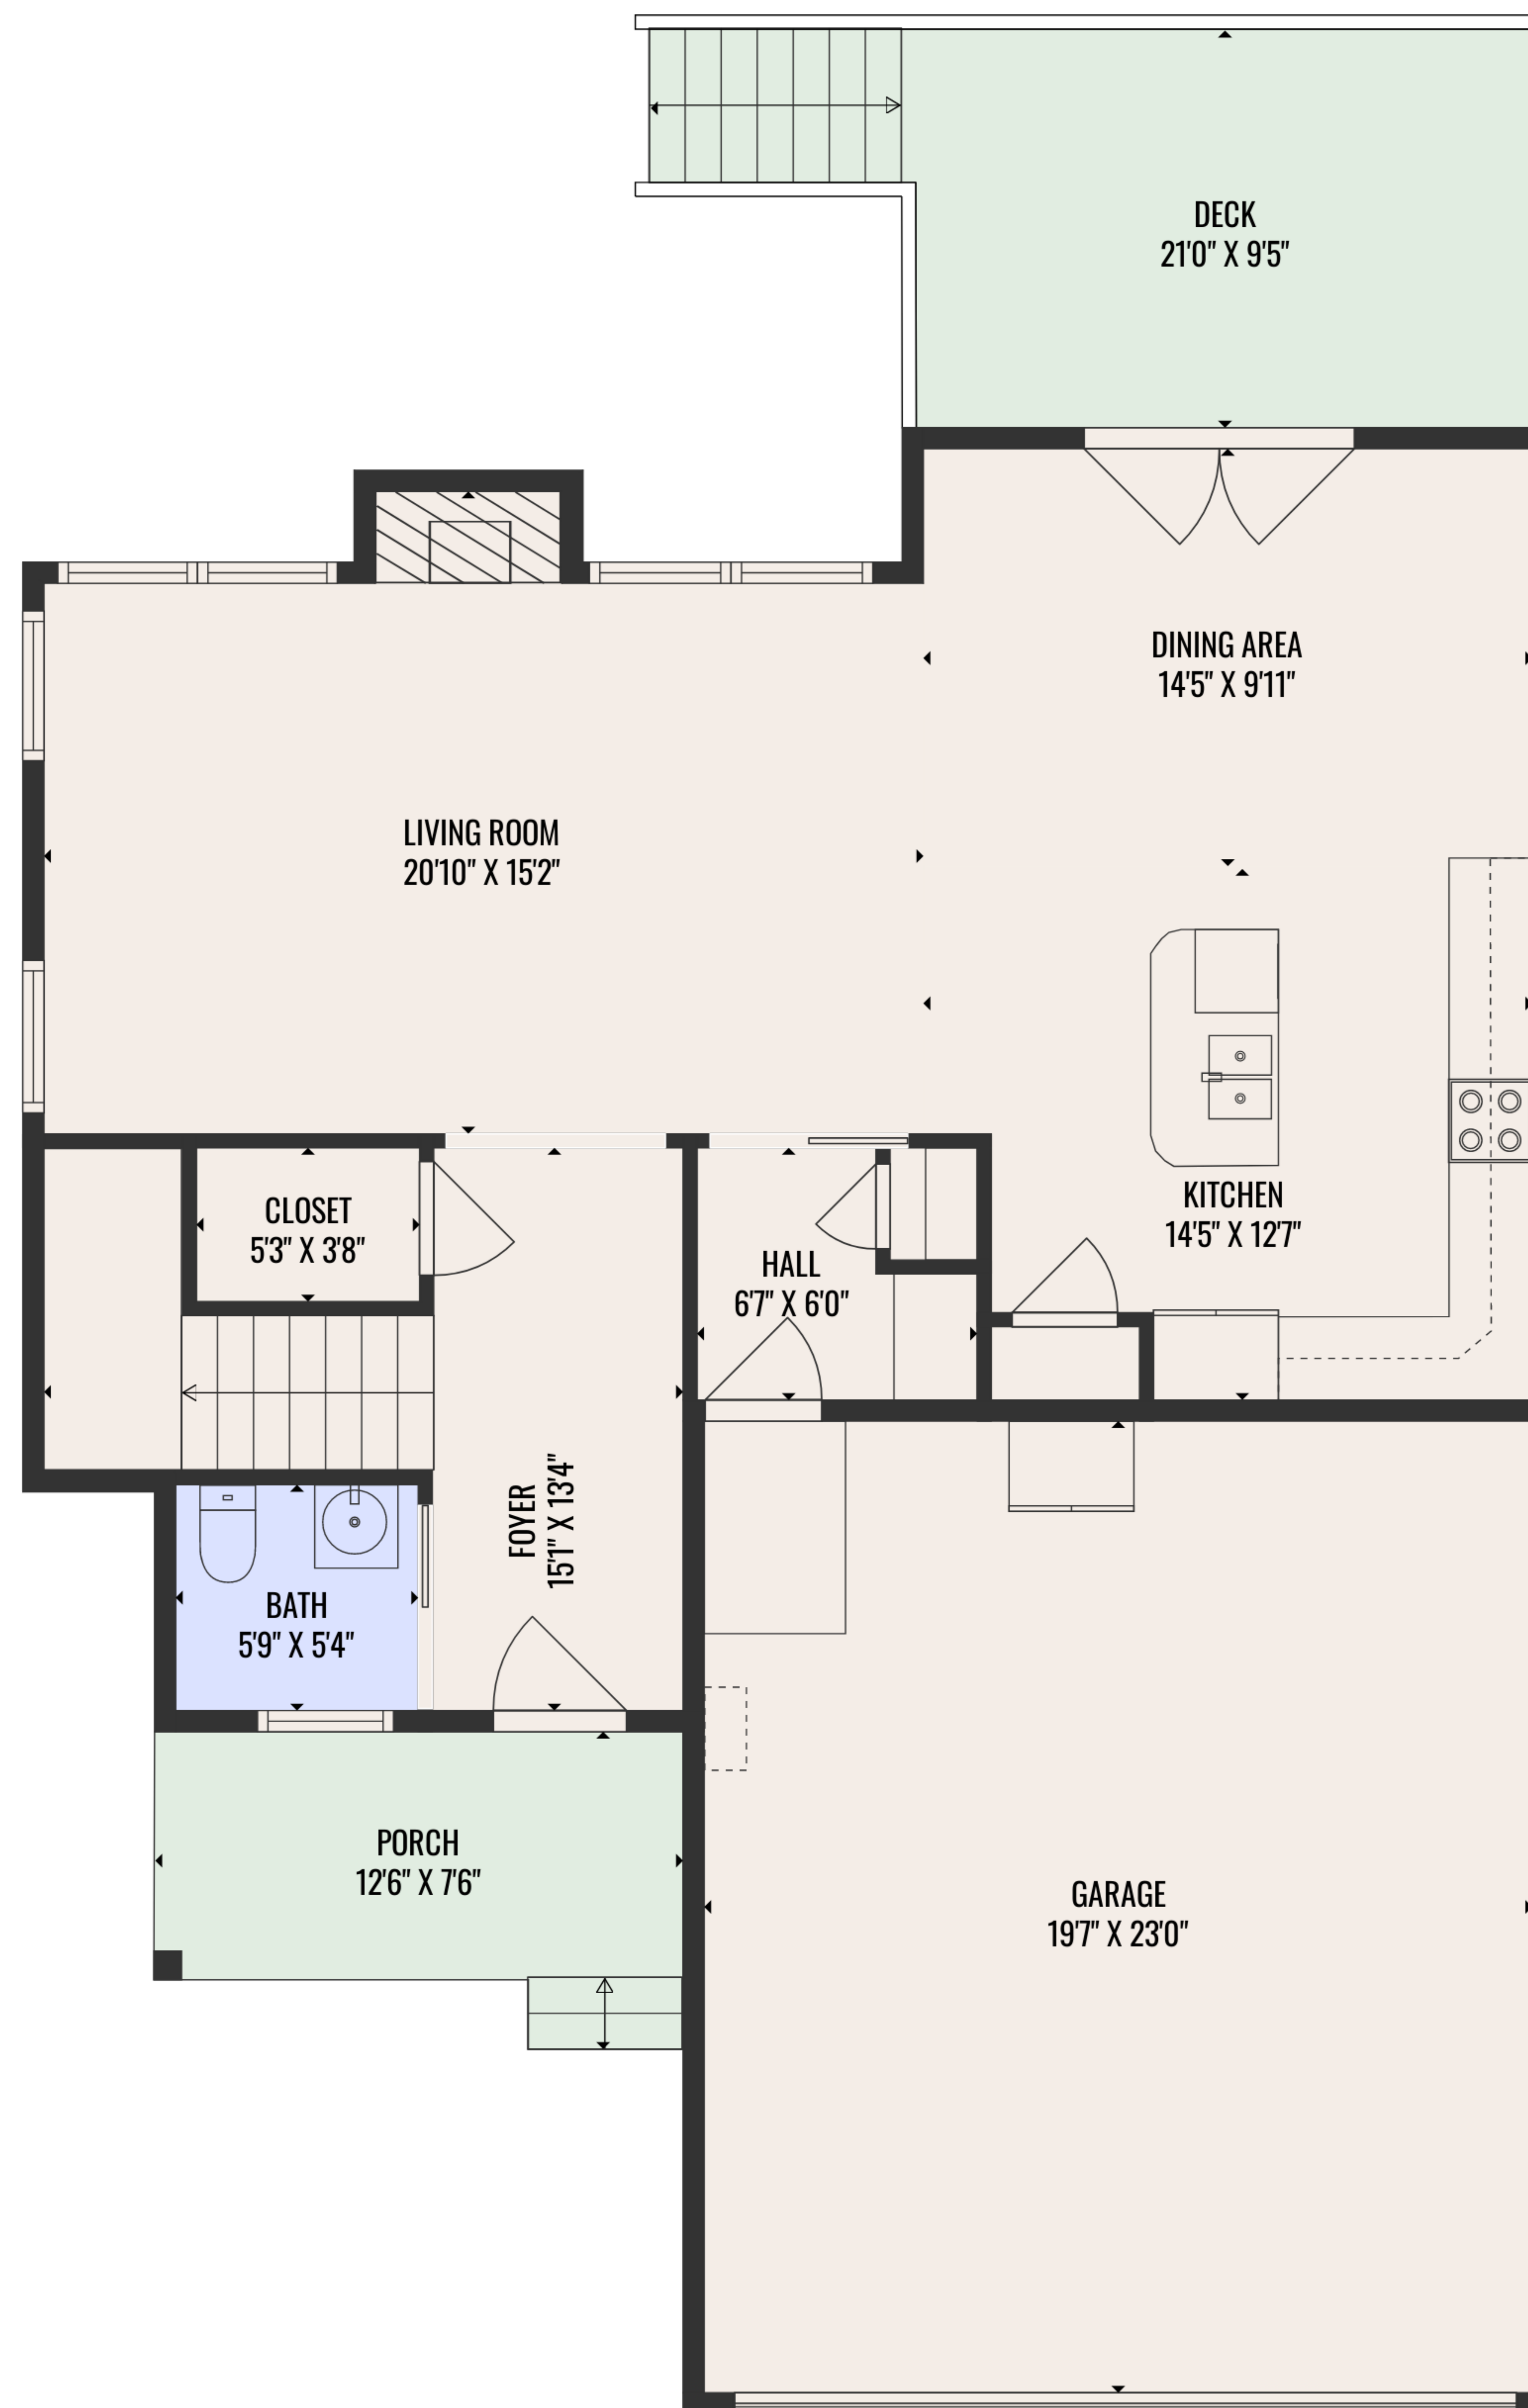 DECK
21'0" X 9'5"
DINING AREA
14'5" X 9'11"
LIVING ROOM
20'10" X 15'2"
KITCHEN
14'5" X 12'7"
CLOSET
5'3" X 3'8"
HALL
6'7" X 6'0"
FOYER
15'1" X 13'4"
BATH
5'9" X 5'4"
PORCH
12'6" X 7'6"
GARAGE
19'7" X 23'0"